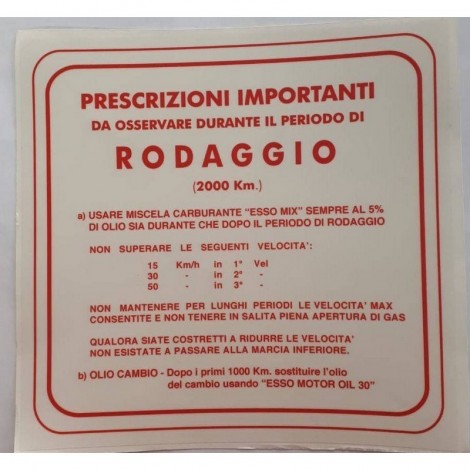 PRESCRIZIONI IMPORTANTI
DA OSSERVARE DURANTE IL PERIODO DI
RODAGGIO
(2000 Km.)
a) USARE MISCELA CARBURANTE "ESSO MIX" SEMPRE AL 5%
DI OLIO SIA DURANTE CHE DOPO IL PERIODO DI RODAGGIO
NON SUPERARE LE SEGUENTI VELOCITA':
15 Km/h in 1° Vel
30 - in 2° -
50 - in 3° -
NON MANTENERE PER LUNGHI PERIODI LE VELOCITA' MAX
CONSENTITE E NON TENERE IN SALITA PIENA APERTURA DI GAS
QUALORA SIATE COSTRETTI A RIDURRE LE VELOCITA'
NON ESISTATE A PASSARE ALLA MARCIA INFERIORE.
b) OLIO CAMBIO - Dopo i primi 1000 Km. sostituire l'olio
del cambio usando "ESSO MOTOR OIL 30"